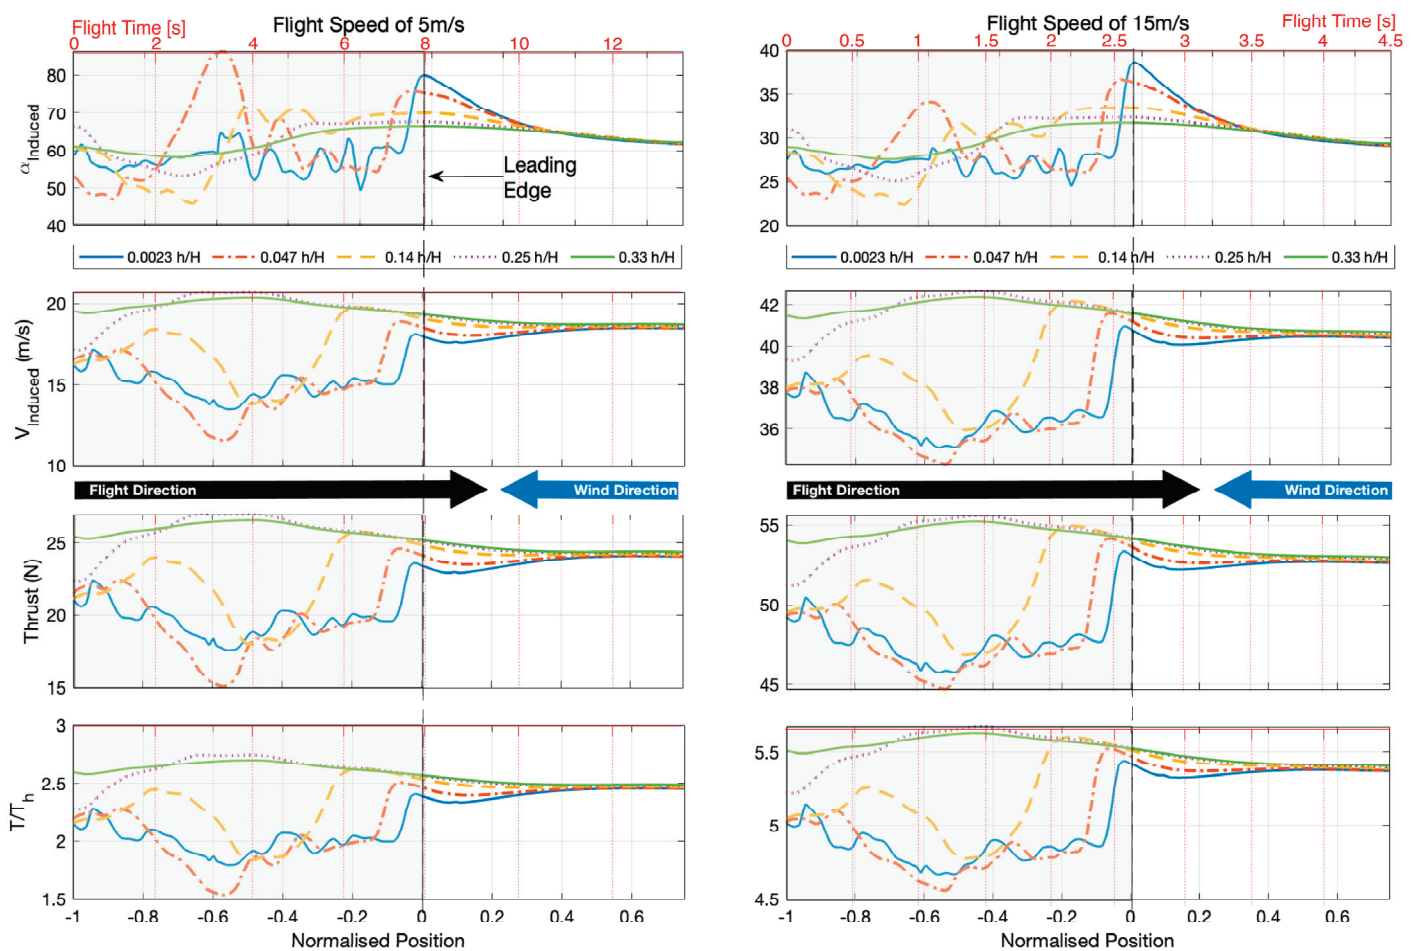 Flight Time [s]
Flight Speed of 5m/s
0 2 4 6 8 10 12
80
70
60
50
40
αInduced
Leading
Edge
0.0023 h/H 0.047 h/H 0.14 h/H 0.25 h/H 0.33 h/H
20
15
10
VInduced (m/s)
Flight Direction
Wind Direction
25
20
15
Thrust (N)
3
2.5
2
1.5
T/Th
-1 -0.8 -0.6 -0.4 -0.2 0 0.2 0.4 0.6
Normalised Position
Flight Speed of 15m/s
Flight Time [s]
0 0.5 1 1.5 2 2.5 3 3.5 4 4.5
40
35
30
25
20
0.0023 h/H 0.047 h/H 0.14 h/H 0.25 h/H 0.33 h/H
42
40
38
36
Flight Direction
Wind Direction
55
50
45
5.5
5
4.5
-1 -0.8 -0.6 -0.4 -0.2 0 0.2 0.4 0.6
Normalised Position